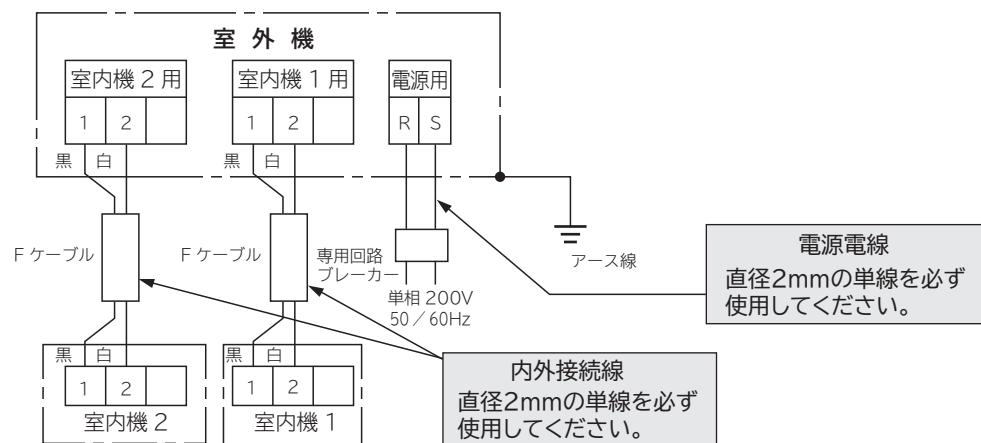 室 外 機
室内機 2 用
室内機 1 用
電源用
1 2
1 2
R S
黒 白
黒 白
F ケーブル
F ケーブル
専用回路
ブレーカー
単相 200V
50／60Hz
アース線
電源電線
直径2mmの単線を必ず
使用してください。
黒 白
黒 白
1 2
1 2
室内機 2
室内機 1
内外接続線
直径2mmの単線を必ず
使用してください。